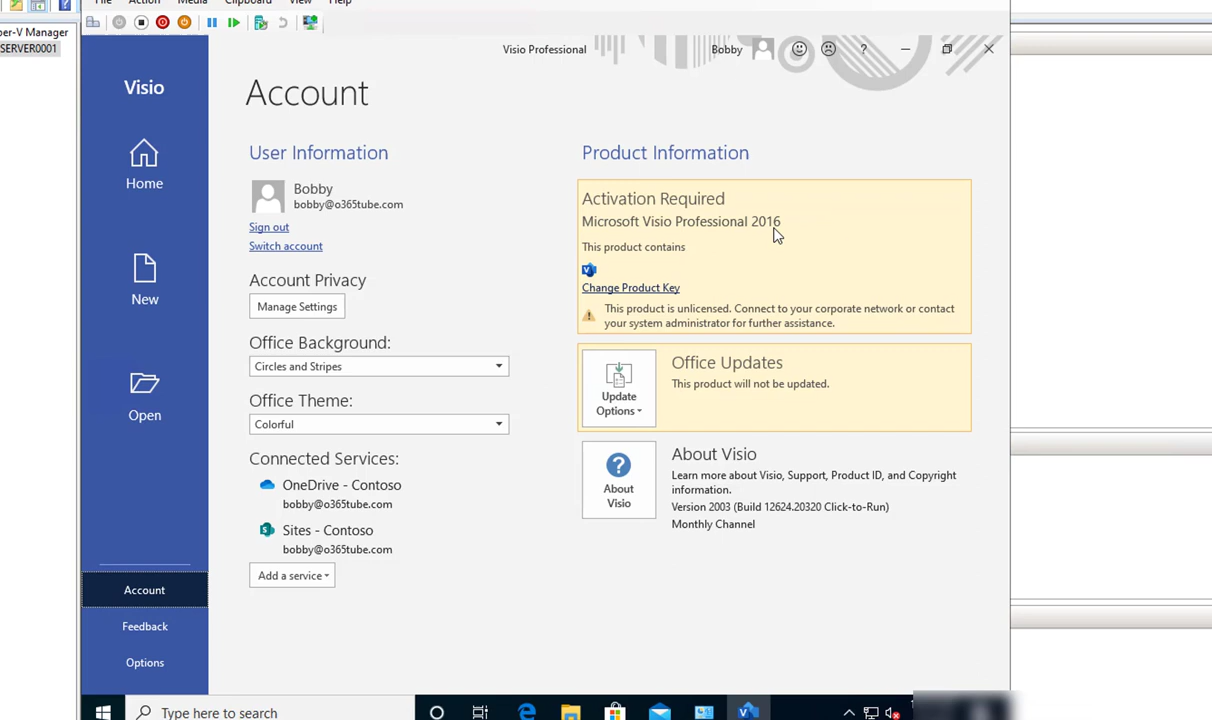 File Action Media Clipboard View Help
per-V Manager
SERVER0001
Visio Professional
Bobby
?
Visio
Home
New
Open
Account
Feedback
Options
Account
User Information
Bobby
bobby@o365tube.com
Sign out
Switch account
Account Privacy
Manage Settings
Office Background:
Circles and Stripes
Office Theme:
Colorful
Connected Services:
OneDrive - Contoso
bobby@o365tube.com
Sites - Contoso
bobby@o365tube.com
Add a service
Product Information
Activation Required
Microsoft Visio Professional 2016
This product contains
Change Product Key
This product is unlicensed. Connect to your corporate network or contact
your system administrator for further assistance.
Update
Options
Office Updates
This product will not be updated.
?
About
Visio
About Visio
Learn more about Visio, Support, Product ID, and Copyright
information.
Version 2003 (Build 12624.20320 Click-to-Run)
Monthly Channel
Type here to search